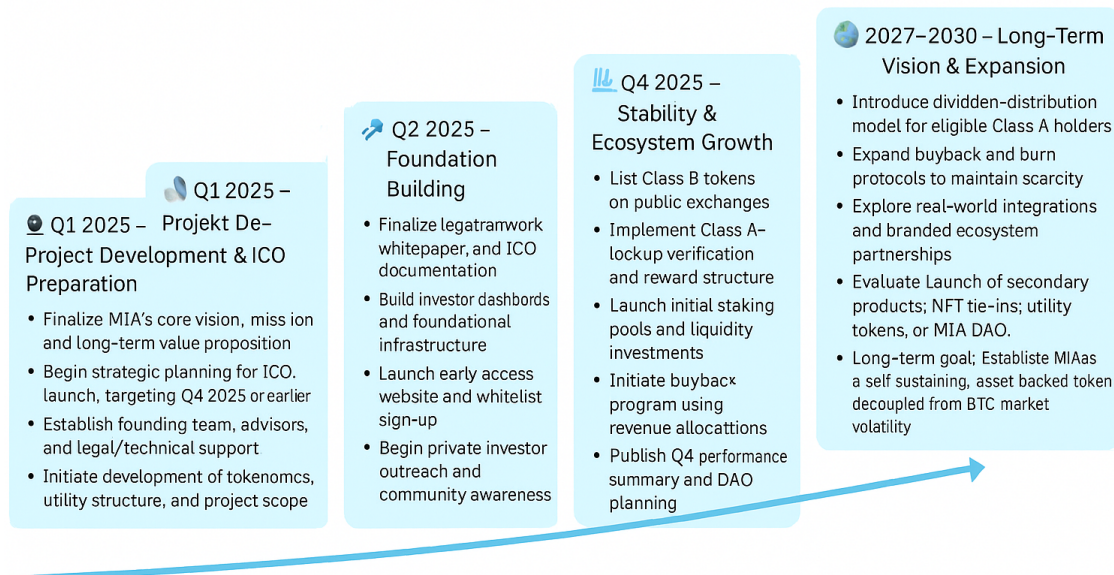 Q1 2025 – Projekt De–
Q1 2025 –
Project Development & ICO
Preparation
• Finalize MIA's core vision, miss ion
and long-term value proposition
• Begin strategic planning for ICO.
launch, targeting Q4 2025 or earlier
• Establish founding team, advisors,
and legal/technical support
• Initiate development of tokenomcs,
utility structure, and project scope
Q2 2025 –
Foundation
Building
• Finalize legatramwork
whitepaper, and ICO
documentation
• Build investor dashbords
and foundational
infrastructure
• Launch early access
website and whitelist
sign-up
• Begin private investor
outreach and
community awareness
Q4 2025 –
Stability &
Ecosystem Growth
• List Class B tokens
on public exchanges
• Implement Class A–
lockup verification
and reward structure
• Launch initial staking
pools and liquidity
investments
• Initiate buyback
program using
revenue allocattions
• Publish Q4 performance
summary and DAO
planning
2027–2030 – Long–Term
Vision & Expansion
• Introduce dividden-distribution
model for eligible Class A holders
• Expand buyback and burn
protocols to maintain scarcity
• Explore real-world integrations
and branded ecosystem
partnerships
• Evaluate Launch of secondary
products; NFT tie-ins; utility
tokens, or MIA DAO.
• Long-term goal; Establiste MIAas
a self sustaining, asset backed token
decoupled from BTC market
volatility